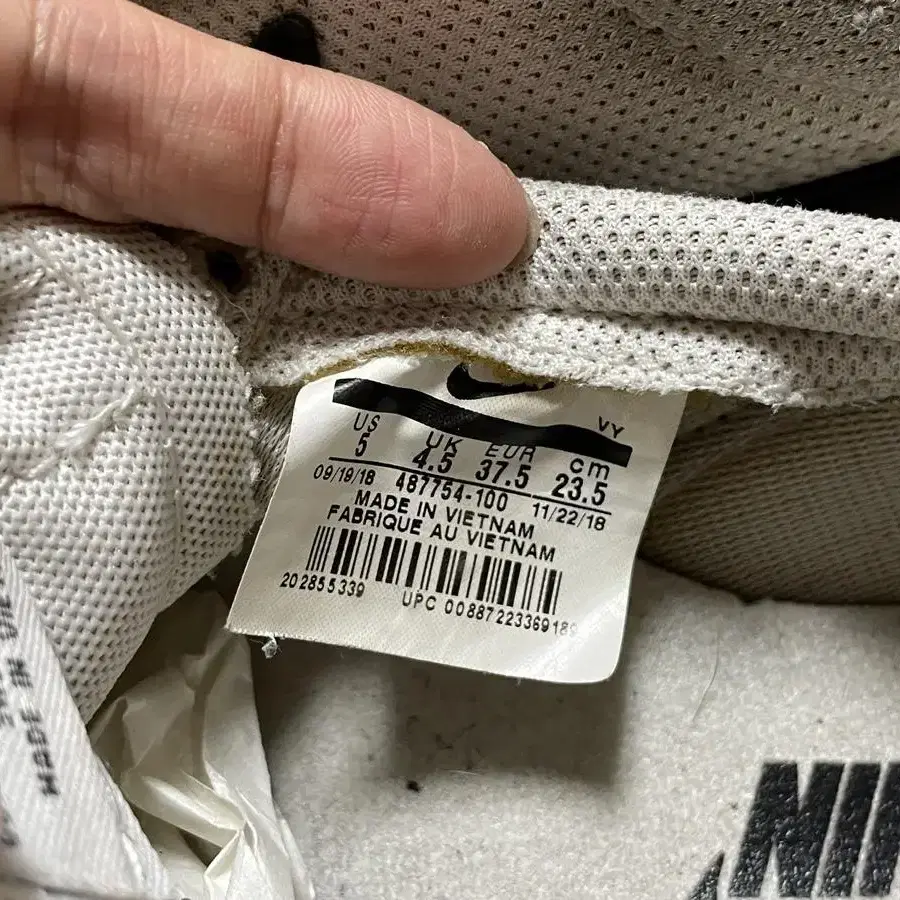 VY
US UK EUR cm
5 4.5 37.5 23.5
09/19/18 487754-100 11/22/18
MADE IN VIETNAM
FABRIQUE AU VIETNAM
202855339 UPC 00887223369189
MADE